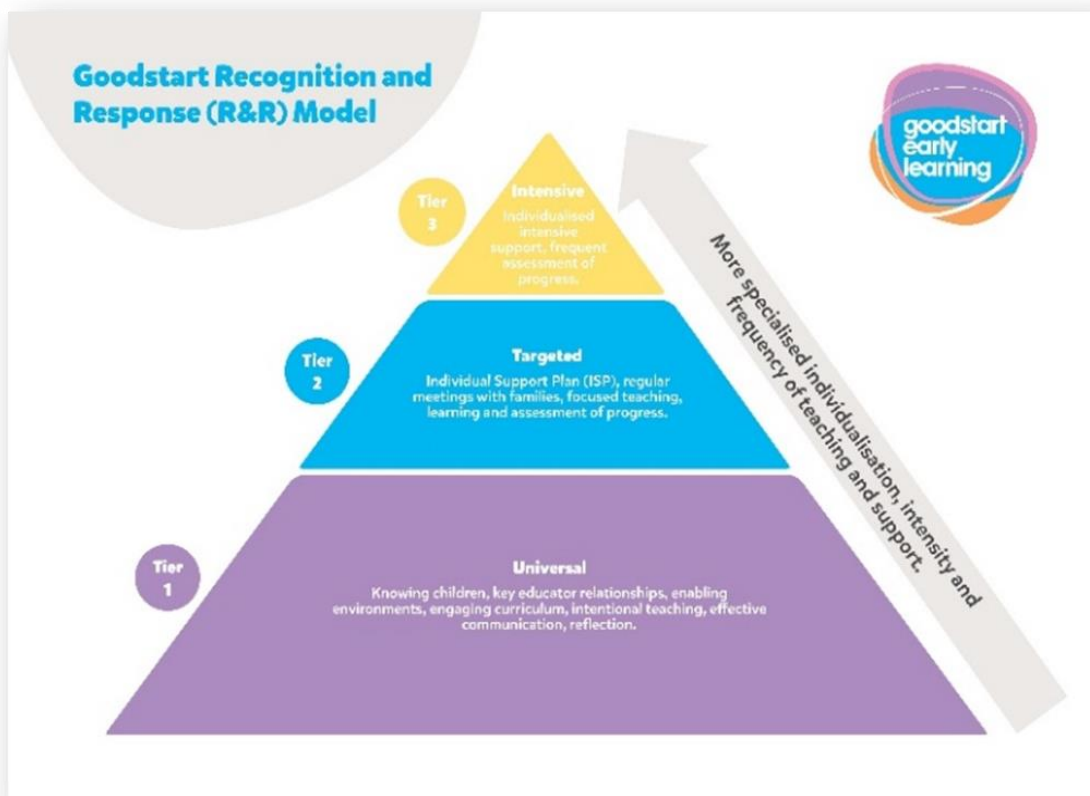 Goodstart Recognition and
Response (R&R) Model
goodstart
early
learning
Tier
3
Intensive
Individualised
intensive
support, frequent
assessment of
progress.
Tier
2
Targeted
Individual Support Plan (ISP), regular
meetings with families, focused teaching,
learning and assessment of progress.
Tier
1
Universal
Knowing children, key educator relationships, enabling
environments, engaging curriculum, intentional teaching, effective
communication, reflection.
More specialised individualisation, intensity and
frequency of teaching and support.